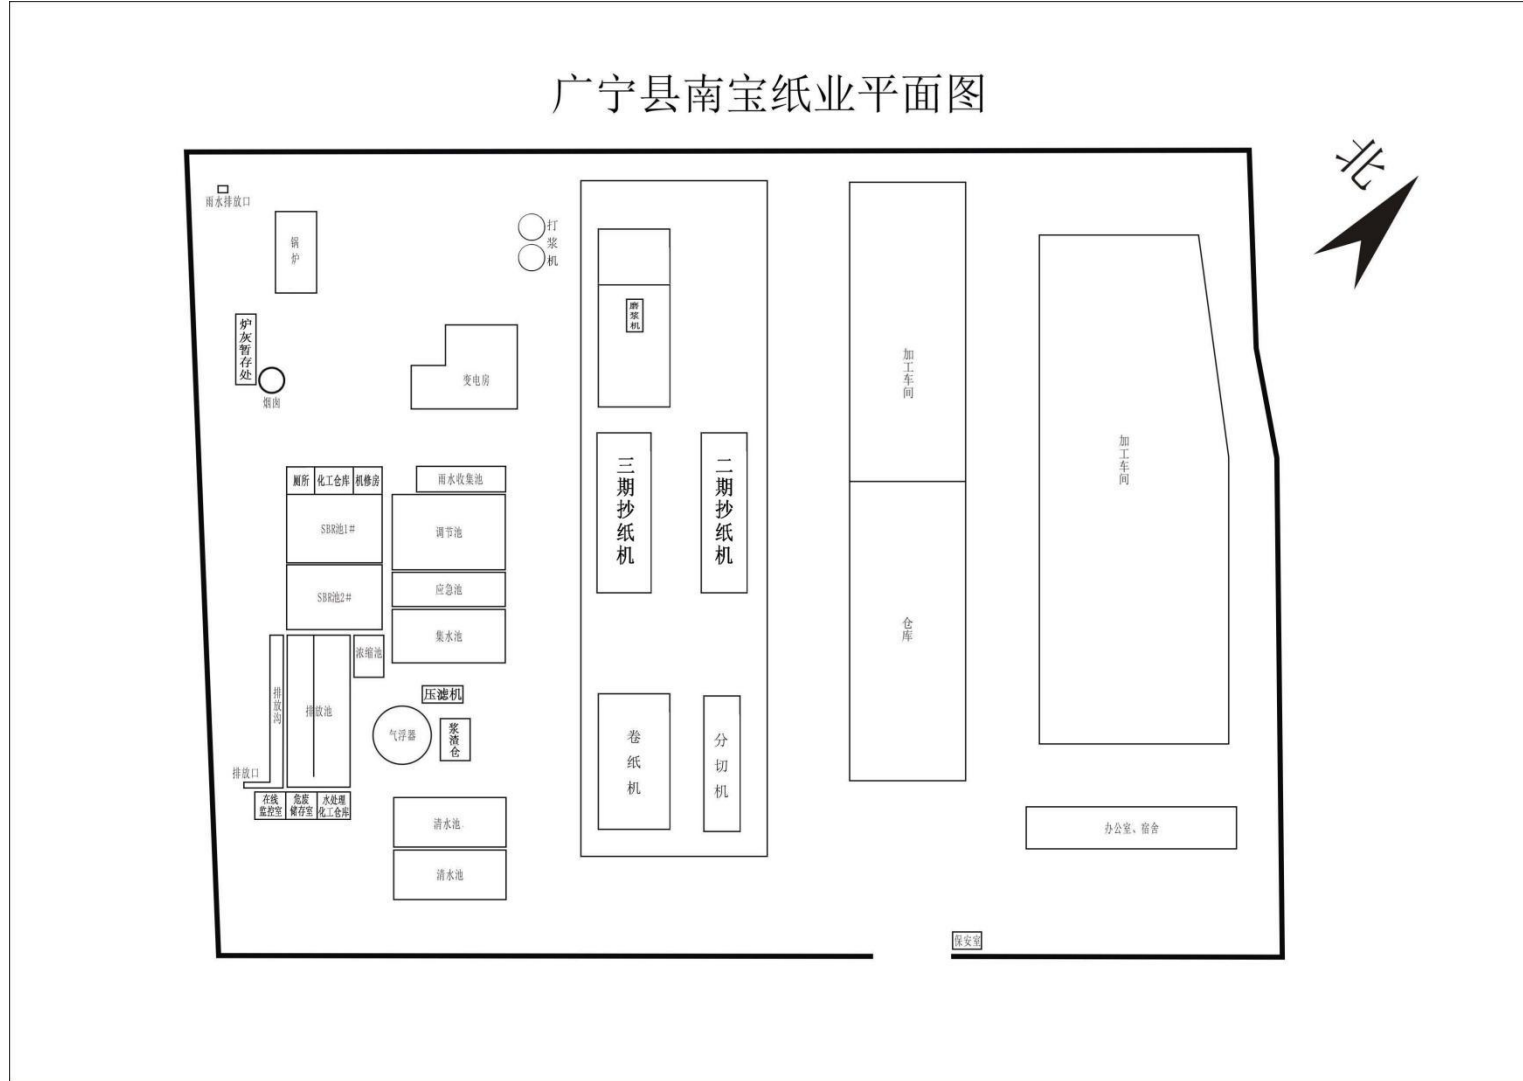 广宁县南宝纸业平面图
北
雨水排放口
锅炉
打浆机
磨浆机
炉灰暂存处
烟囱
变电房
加工车间
加工车间
厕所
化工仓库
机修房
雨水收集池
三期抄纸机
二期抄纸机
SBR池1#
调节池
SBR池2#
应急池
集水池
仓库
浓缩池
排放沟
排放池
压滤机
气浮器
浆渣仓
卷纸机
分切机
排放口
在线
监控室
危废
储存室
水处理
化工仓库
清水池
清水池
办公室、宿舍
保安室